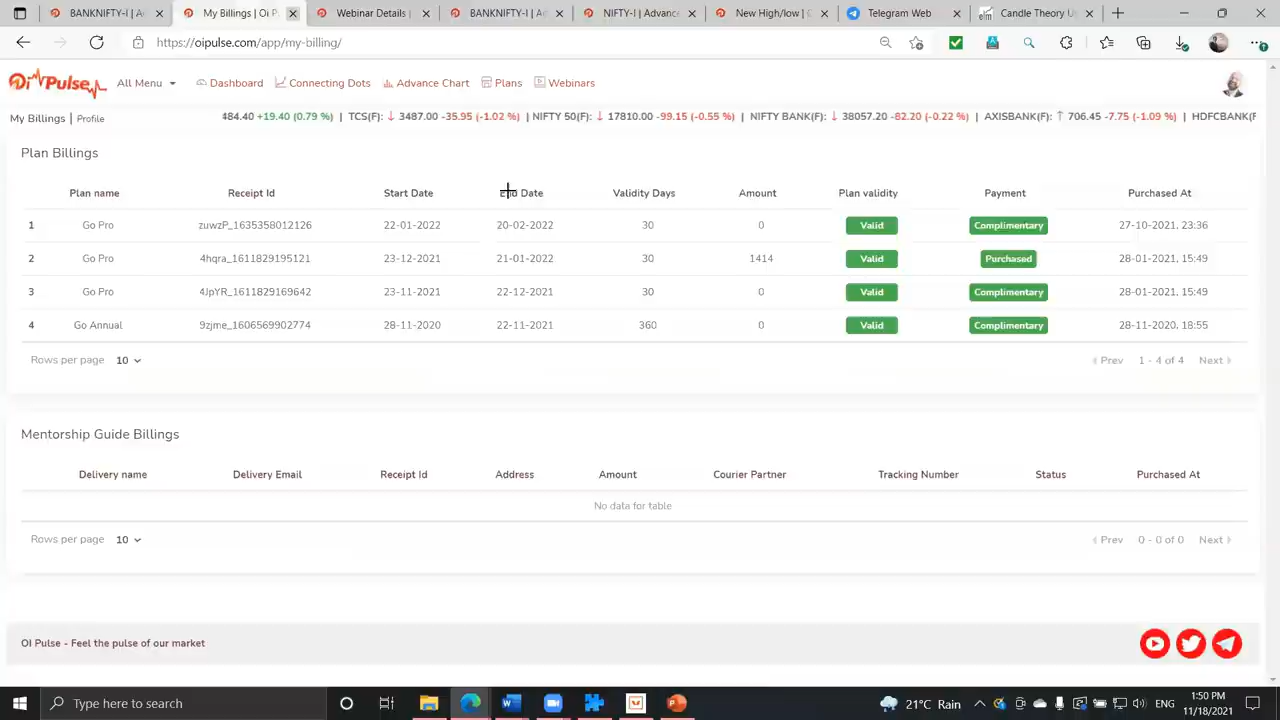 BANKNIFTY-I | A
My Billings | Oi P
Webinar Details |
BANKNIFTY-I | A
NIFTY-I | Advanc
New High/low |
Telegram Web
Candle Theory U
https://oipulse.com/app/my-billing/
Oi Pulse
All Menu
Dashboard
Connecting Dots
Advance Chart
Plans
Webinars
My Billings | Profile
484.40 +19.40 (0.79 %) | TCS(F): ↓ 3487.00 -35.95 (-1.02 %) | NIFTY 50(F): ↓ 17810.00 -99.15 (-0.55 %) | NIFTY BANK(F): ↓ 38057.20 -82.20 (-0.22 %) | AXISBANK(F): ↑ 706.45 -7.75 (-1.09 %) | HDFCBANK(F
Plan Billings
Plan name Receipt Id Start Date End Date Validity Days Amount Plan validity Payment Purchased At
1 Go Pro zuwzP_1635358012126 22-01-2022 20-02-2022 30 0 Valid Complimentary 27-10-2021, 23:36
2 Go Pro 4hqra_1611829195121 23-12-2021 21-01-2022 30 1414 Valid Purchased 28-01-2021, 15:49
3 Go Pro 4JpYR_1611829169642 23-11-2021 22-12-2021 30 0 Valid Complimentary 28-01-2021, 15:49
4 Go Annual 9zjme_1606569902774 28-11-2020 22-11-2021 360 0 Valid Complimentary 28-11-2020, 18:55
Rows per page 10
Prev 1 - 4 of 4 Next
Mentorship Guide Billings
Delivery name Delivery Email Receipt Id Address Amount Courier Partner Tracking Number Status Purchased At
No data for table
Rows per page 10
Prev 0 - 0 of 0 Next
OI Pulse - Feel the pulse of our market
Type here to search
21°C Rain
1:50 PM
11/18/2021